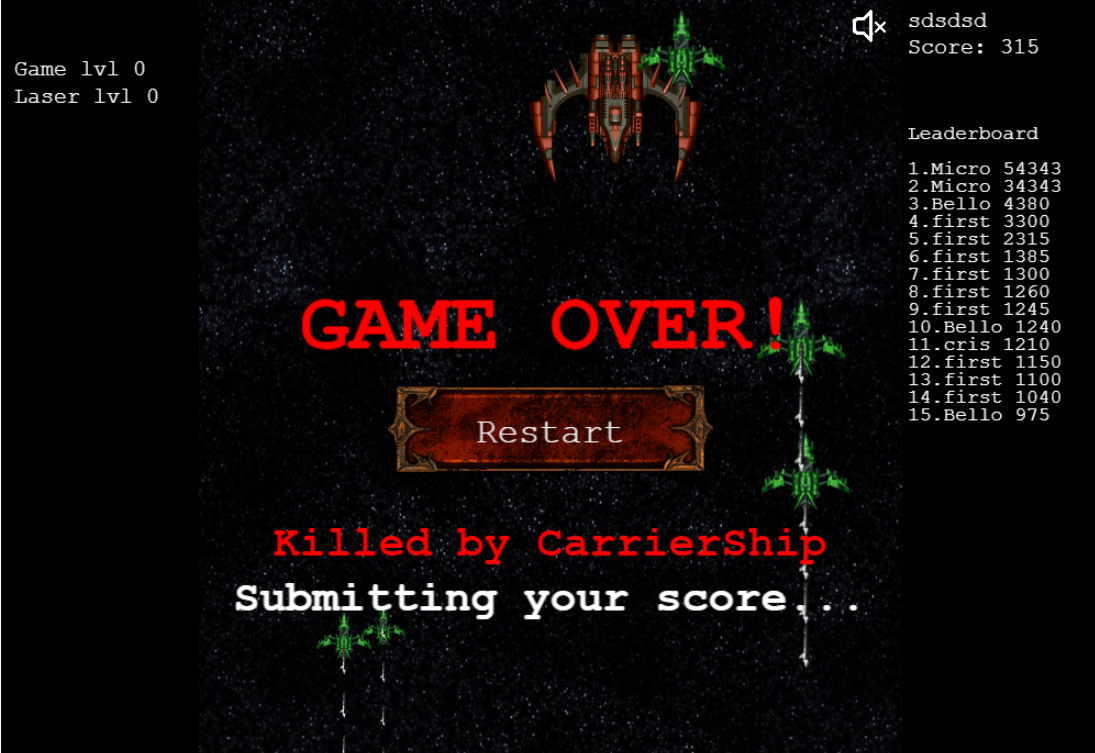 Game lvl 0
Laser lvl 0
sdsdsd
Score: 315
Leaderboard
1.Micro 54343
2.Micro 34343
3.Bello 4380
4.first 3300
5.first 2315
6.first 1385
7.first 1300
8.first 1260
9.first 1245
10.Bello 1240
11.cris 1210
12.first 1150
13.first 1100
14.first 1040
15.Bello 975
GAME OVER!
Restart
Killed by CarrierShip
Submitting your score...